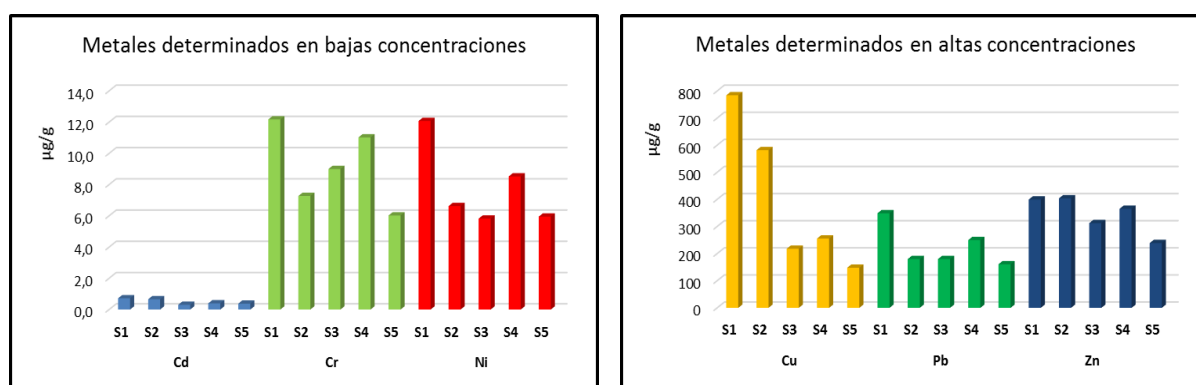 Metales determinados en bajas concentraciones
µg/g
14,0
12,0
10,0
8,0
6,0
4,0
2,0
0,0
S1 S2 S3 S4 S5 S1 S2 S3 S4 S5 S1 S2 S3 S4 S5
Cd Cr Ni
Metales determinados en altas concentraciones
µg/g
800
700
600
500
400
300
200
100
0
S1 S2 S3 S4 S5 S1 S2 S3 S4 S5 S1 S2 S3 S4 S5
Cu Pb Zn